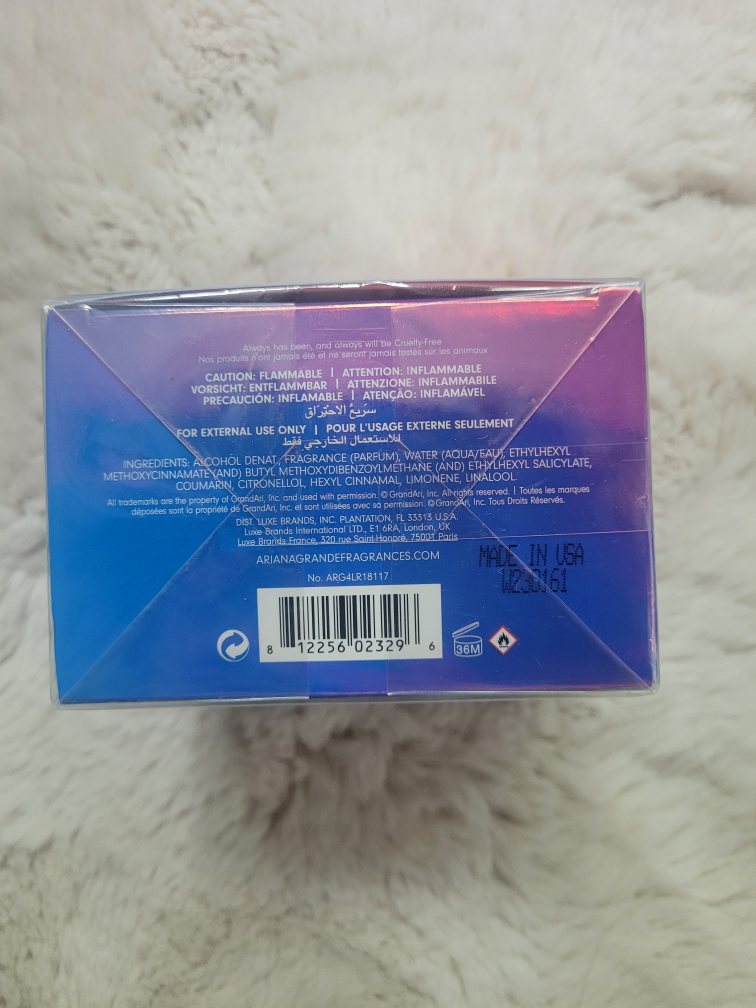 Always has been, and always will be Cruelty-Free
Nos produits n'ont jamais été et ne seront jamais testés sur les animaux
CAUTION: FLAMMABLE | ATTENTION: INFLAMMABLE
VORSICHT: ENTFLAMMBAR | ATTENZIONE: INFLAMMABILE
PRECAUCIÓN: INFLAMABLE | ATENÇÃO: INFLAMÁVEL
سَرِيعُ الاحْتِرَاق
FOR EXTERNAL USE ONLY | POUR L'USAGE EXTERNE SEULEMENT
للاستعمال الخارجي فقط
INGREDIENTS: ALCOHOL DENAT, FRAGRANCE (PARFUM), WATER (AQUA/EAU), ETHYLHEXYL
METHOXYCINNAMATE (AND) BUTYL METHOXYDIBENZOYLMETHANE (AND) ETHYLHEXYL SALICYLATE,
COUMARIN, CITRONELLOL, HEXYL CINNAMAL, LIMONENE, LINALOOL.
All trademarks are the property of GrandAri, Inc. and used with permission. © GrandAri, Inc. All rights reserved. | Toutes les marques
déposées sont la propriété de GrandAri, Inc. et sont utilisées avec sa permission. © GrandAri, Inc. Tous Droits Réservés.
DIST. LUXE BRANDS, INC. PLANTATION, FL 33313 U.S.A.
Luxe Brands International LTD., E1 6RA, London, UK
Luxe Brands France, 320 rue Saint-Honoré, 75001 Paris
ARIANAGRANDEFRAGRANCES.COM
MADE IN USA
W230161
No. ARG4LR18117
8 12256 02329 6
36M